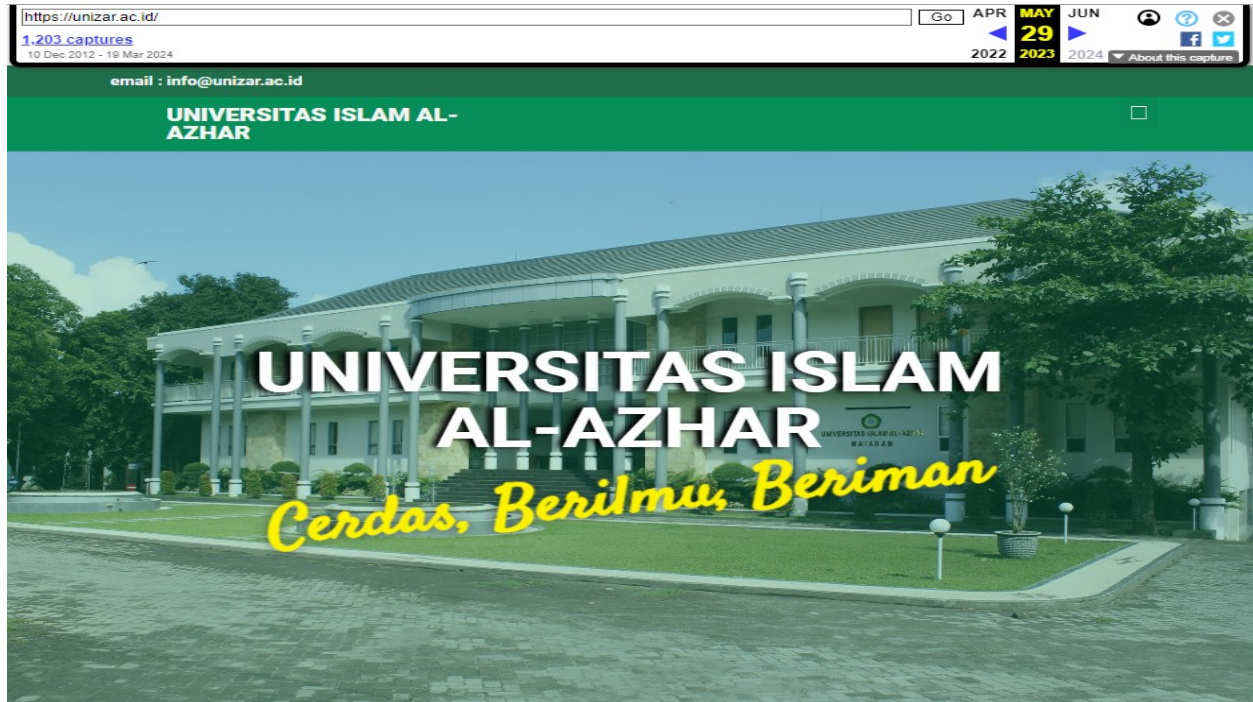 https://unizar.ac.id/
Go
APR MAY JUN
1,203 captures
29
10 Dec 2012 - 19 Mar 2024
2022 2023 2024
About this capture
email : info@unizar.ac.id
UNIVERSITAS ISLAM AL-
AZHAR
UNIVERSITAS ISLAM
AL-AZHAR
UNIVERSITAS ISLAM AL-AZHAR
MATARAM
Cerdas, Berilmu, Beriman